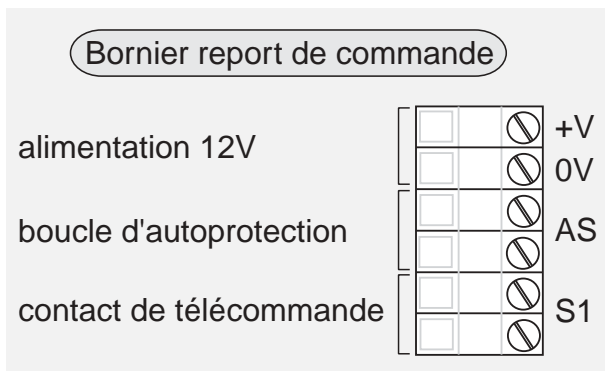 Bornier report de commande
alimentation 12V
+V
0V
boucle d'autoprotection
AS
contact de télécommande
S1